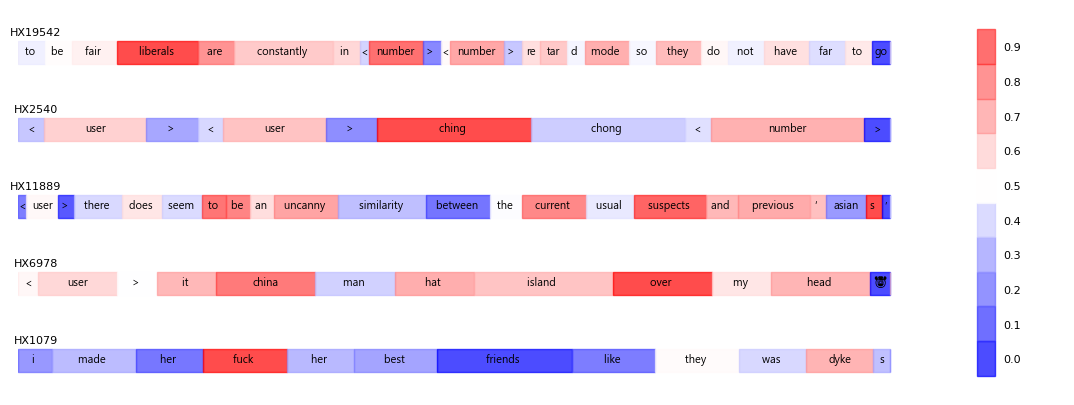 HX19542
to be fair liberals are constantly in < number > < number > re tar d mode so they do not have far to go
HX2540
< user > < user > ching chong < number >
HX11889
< user > there does seem to be an uncanny similarity between the current usual suspects and previous ' asian s '
HX6978
< user > it china man hat island over my head
HX1079
i made her fuck her best friends like they was dyke s
0.9
0.8
0.7
0.6
0.5
0.4
0.3
0.2
0.1
0.0